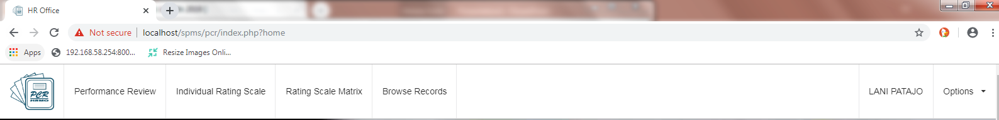 HR Office
Not secure localhost/spms/pcr/index.php?home
Apps 192.168.58.254:800... Resize Images Onli...
PCR
HRMO
Performance Review Individual Rating Scale Rating Scale Matrix Browse Records LANI PATAJO Options